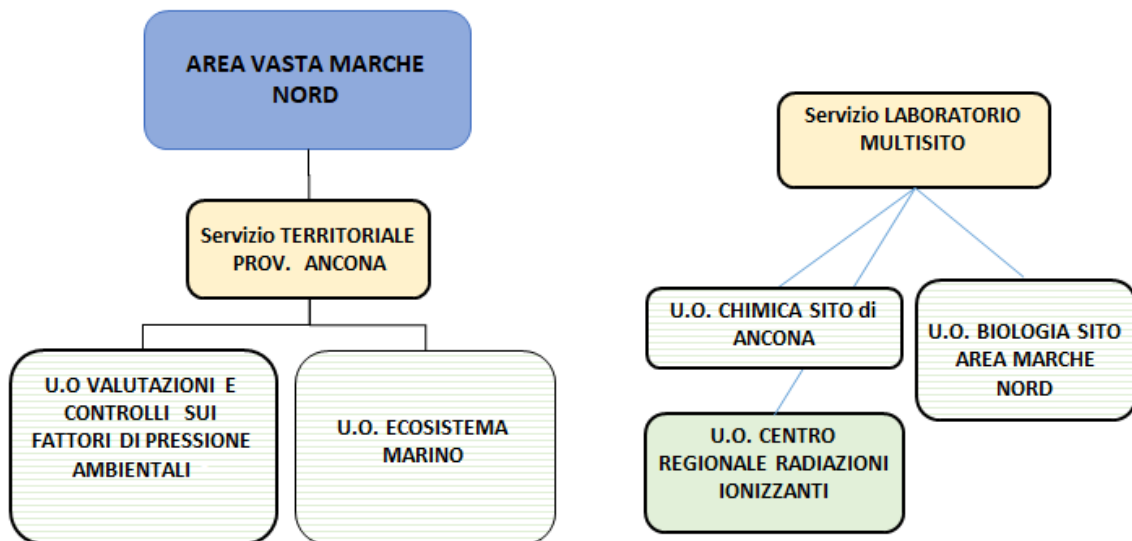 AREA VASTA MARCHE
NORD
Servizio TERRITORIALE
PROV. ANCONA
U.O VALUTAZIONI E
CONTROLLI SUI
FATTORI DI PRESSIONE
AMBIENTALI
U.O. ECOSISTEMA
MARINO
Servizio LABORATORIO
MULTISITO
U.O. CHIMICA SITO di
ANCONA
U.O. BIOLOGIA SITO
AREA MARCHE
NORD
U.O. CENTRO
REGIONALE RADIAZIONI
IONIZZANTI